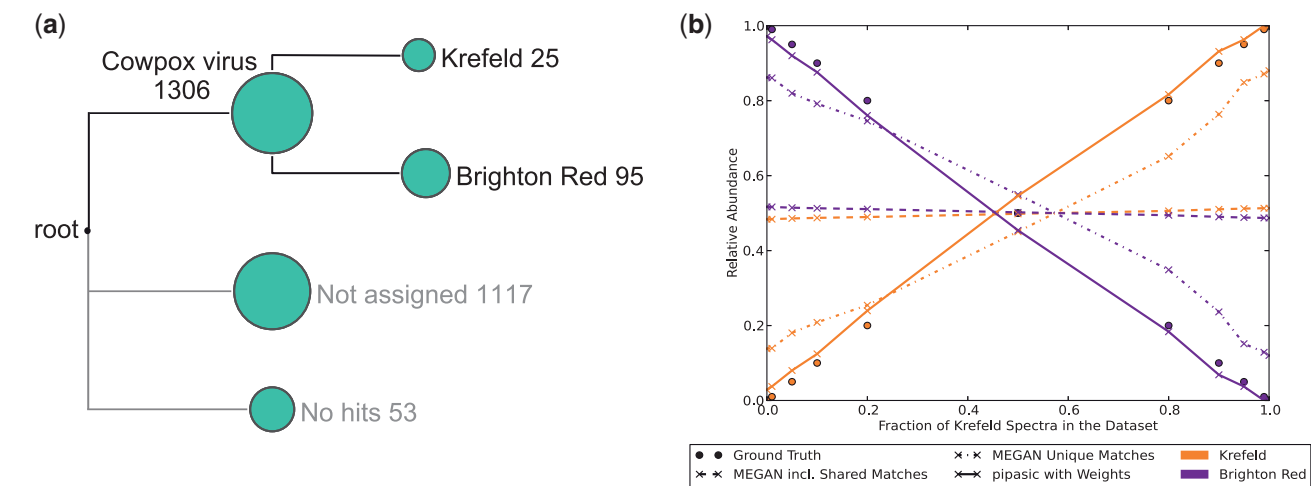 (a)
Cowpox virus
1306
Krefeld 25
Brighton Red 95
root
Not assigned 1117
No hits 53
(b)
1.0
0.8
0.6
0.4
0.2
0.0
Relative Abundance
0.0 0.2 0.4 0.6 0.8 1.0
Fraction of Krefeld Spectra in the Dataset
Ground Truth
MEGAN incl. Shared Matches
MEGAN Unique Matches
pipasic with Weights
Krefeld
Brighton Red